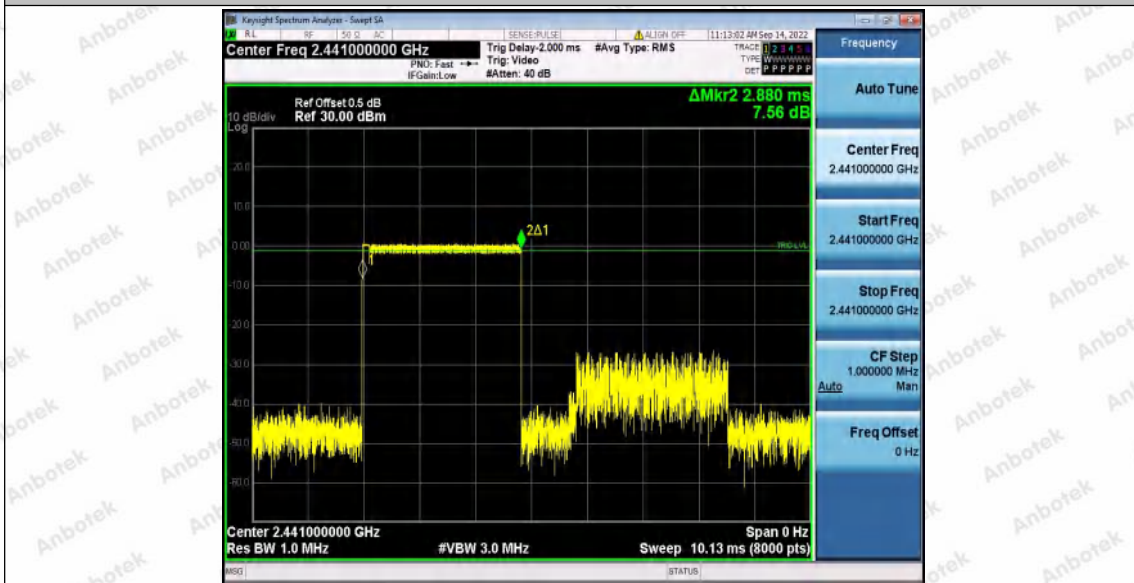 Keysight Spectrum Analyzer - Swept SA
RL RF 50 Ω AC SENSE:PULSE ALIGN OFF 11:13:02 AM Sep 14, 2022
Center Freq 2.441000000 GHz
PNO: Fast
IFGain:Low
Trig Delay-2.000 ms
Trig: Video
#Atten: 40 dB
#Avg Type: RMS
TRACE 1 2 3 4 5 6
TYPE WWWWWW
DET P P P P P P
ΔMkr2 2.880 ms
7.56 dB
Ref Offset 0.5 dB
10 dB/div Ref 30.00 dBm
Log
20.0
10.0
0.00
-10.0
-20.0
-30.0
-40.0
-50.0
-60.0
2Δ1
TRIG LVL
Center 2.441000000 GHz Span 0 Hz
Res BW 1.0 MHz #VBW 3.0 MHz Sweep 10.13 ms (8000 pts)
MSG STATUS
Frequency
Auto Tune
Center Freq
2.441000000 GHz
Start Freq
2.441000000 GHz
Stop Freq
2.441000000 GHz
CF Step
1.000000 MHz
Auto Man
Freq Offset
0 Hz
Anbotek